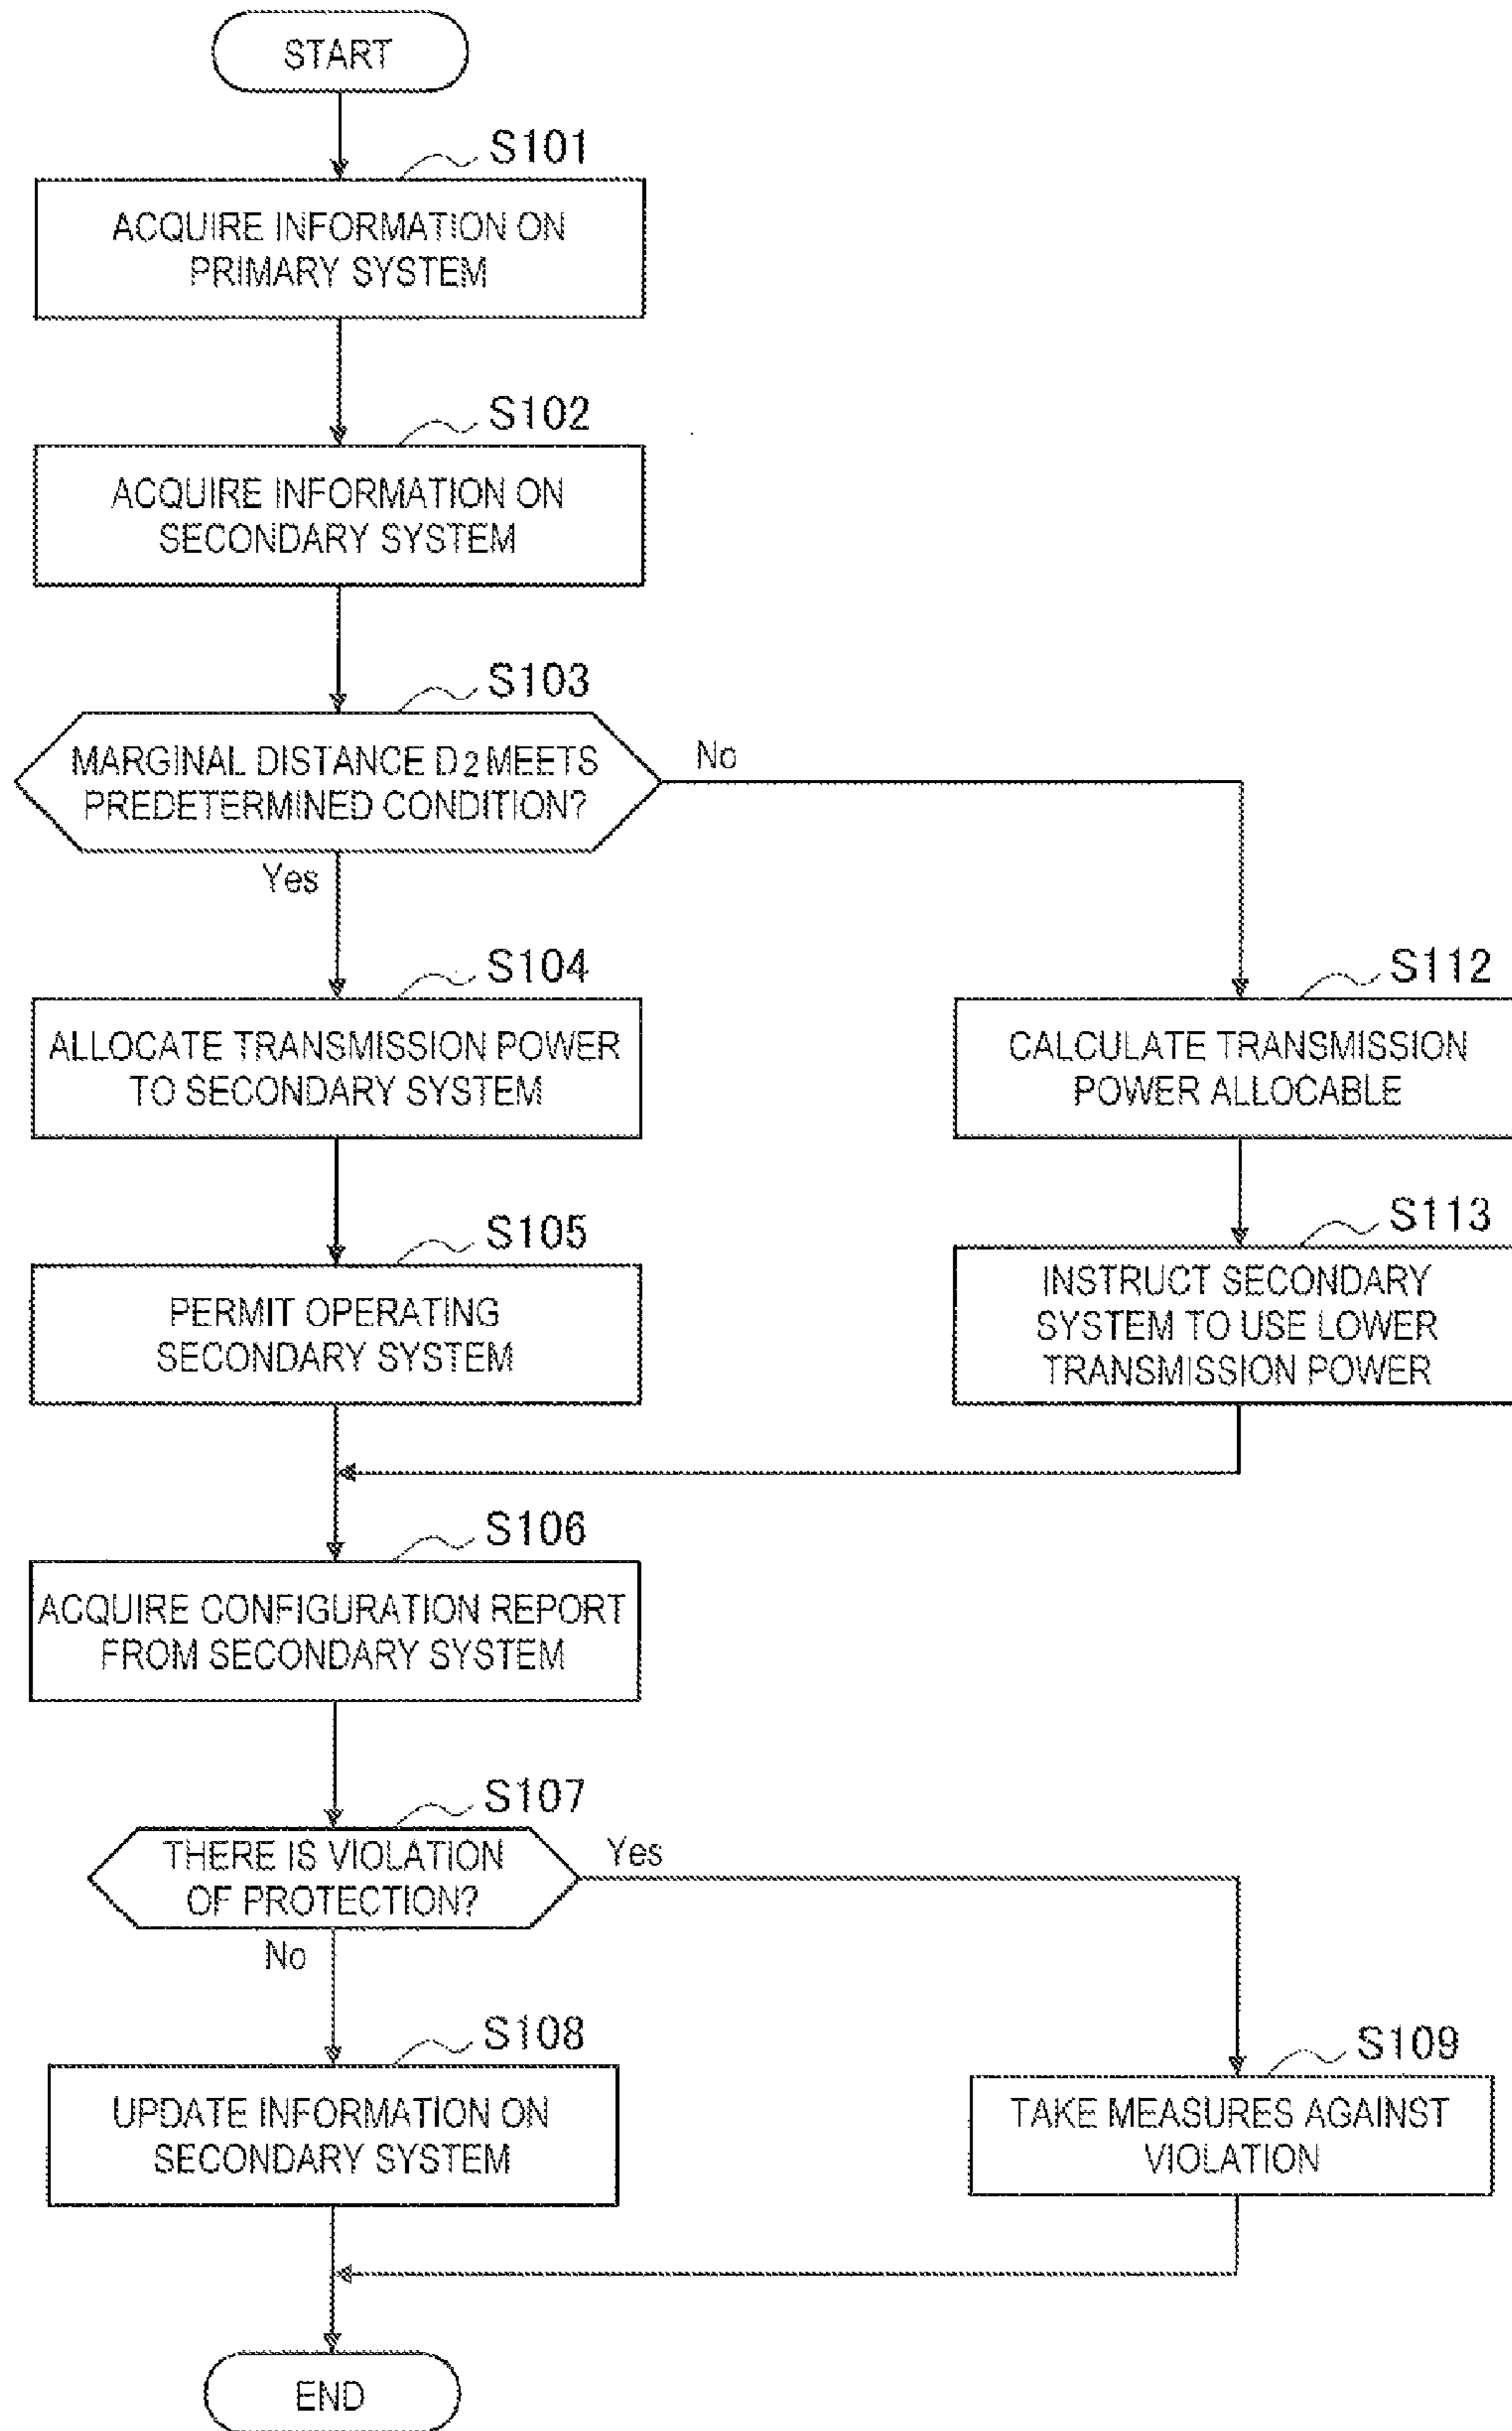 START
S101
ACQUIRE INFORMATION ON
PRIMARY SYSTEM
S102
ACQUIRE INFORMATION ON
SECONDARY SYSTEM
S103
MARGINAL DISTANCE D2 MEETS
PREDETERMINED CONDITION?
No
Yes
S104
ALLOCATE TRANSMISSION POWER
TO SECONDARY SYSTEM
S112
CALCULATE TRANSMISSION
POWER ALLOCABLE
S105
PERMIT OPERATING
SECONDARY SYSTEM
S113
INSTRUCT SECONDARY
SYSTEM TO USE LOWER
TRANSMISSION POWER
S106
ACQUIRE CONFIGURATION REPORT
FROM SECONDARY SYSTEM
S107
THERE IS VIOLATION
OF PROTECTION?
Yes
No
S108
UPDATE INFORMATION ON
SECONDARY SYSTEM
S109
TAKE MEASURES AGAINST
VIOLATION
END